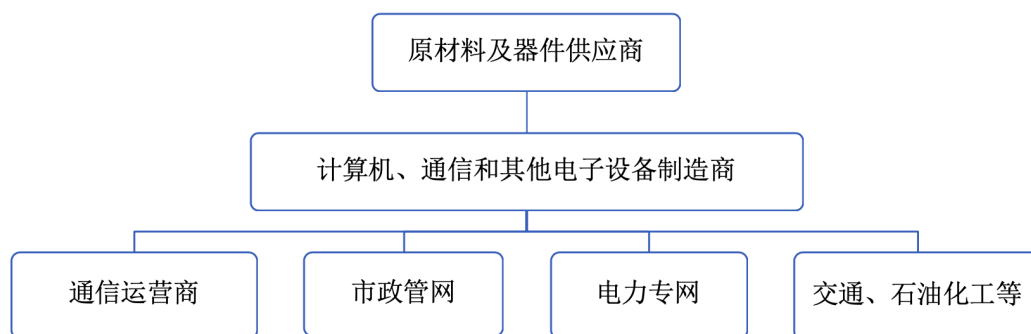 原材料及器件供应商
计算机、通信和其他电子设备制造商
通信运营商
市政管网
电力专网
交通、石油化工等